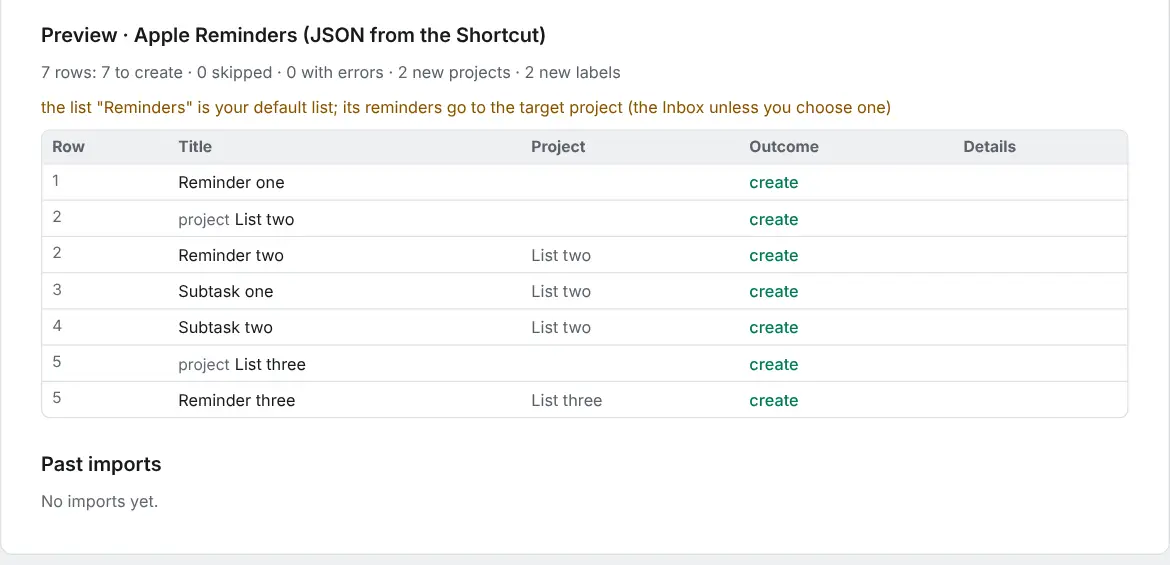 Preview · Apple Reminders (JSON from the Shortcut)
7 rows: 7 to create · 0 skipped · 0 with errors · 2 new projects · 2 new labels
the list "Reminders" is your default list; its reminders go to the target project (the Inbox unless you choose one)
Row Title Project Outcome Details
1 Reminder one create
2 project List two create
2 Reminder two List two create
3 Subtask one List two create
4 Subtask two List two create
5 project List three create
5 Reminder three List three create
Past imports
No imports yet.